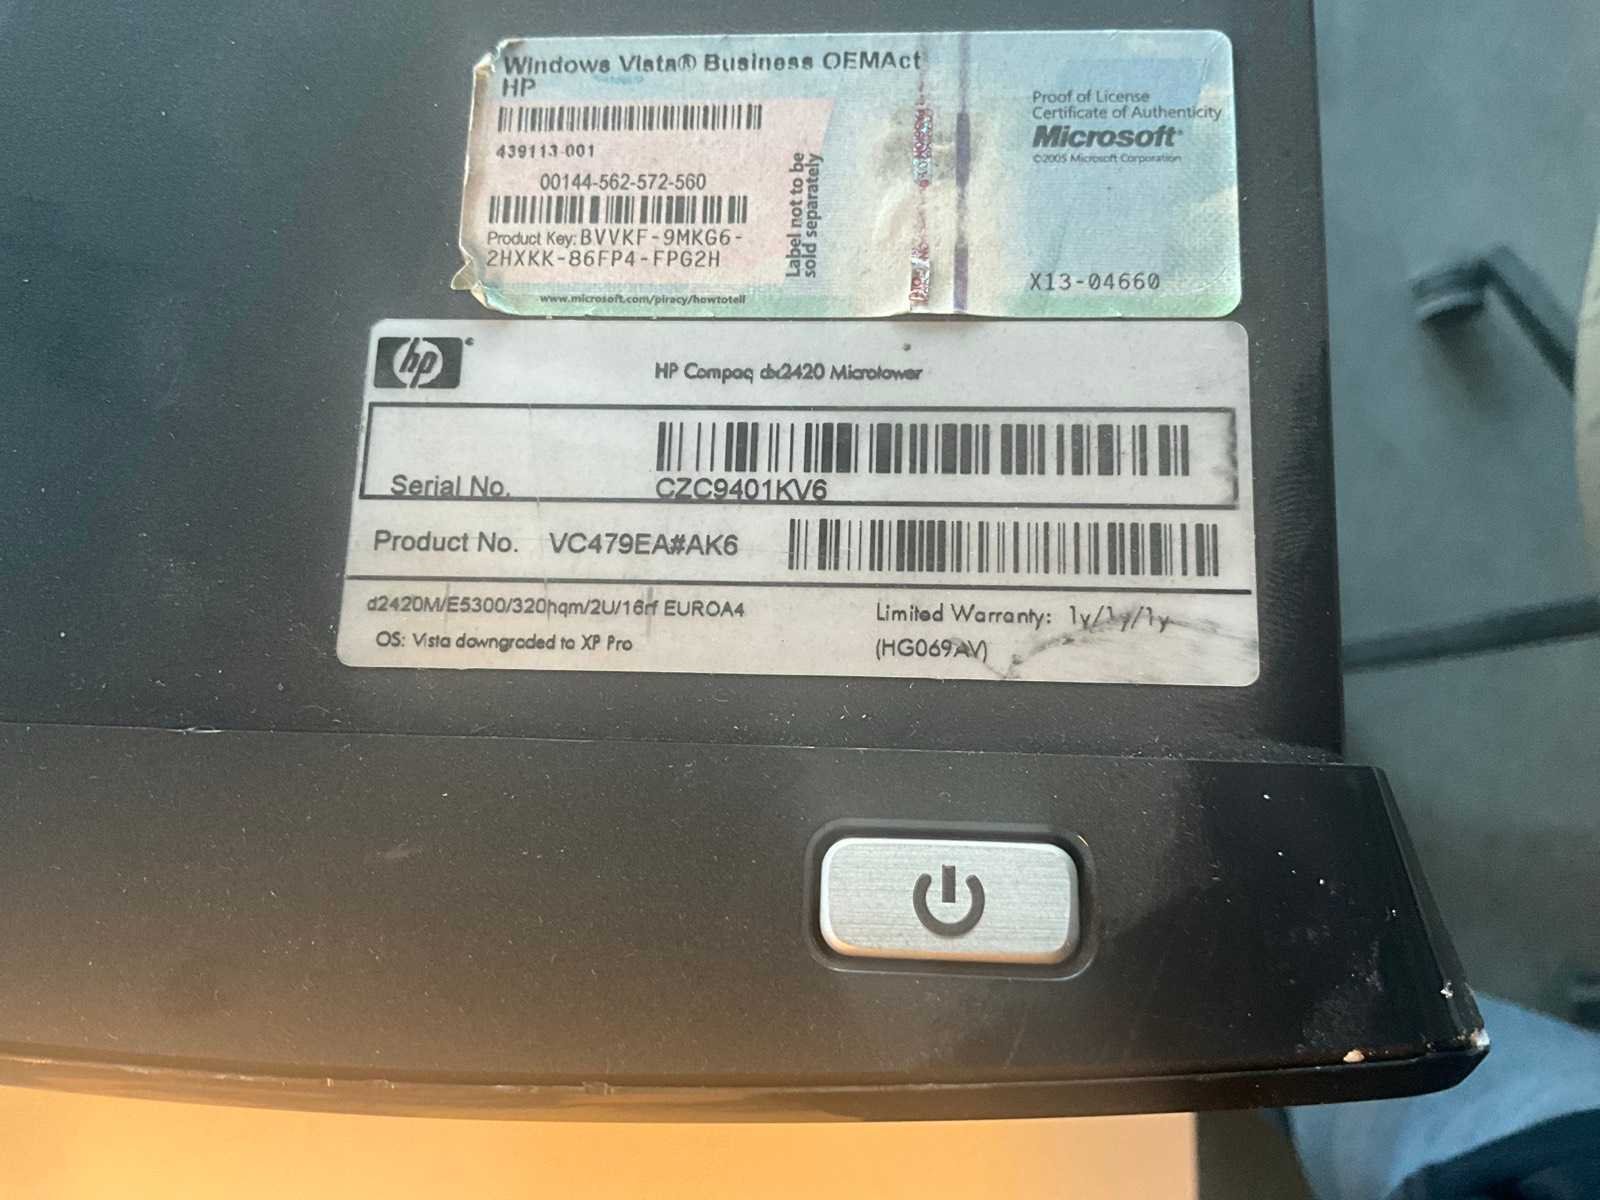 Windows Vista® Business OEMAct
HP
439113-001
00144-562-572-560
Product Key: BVVKF-9MKG6-
2HXKK-86FP4-FPG2H
www.microsoft.com/piracy/howtotell
Label not to be
sold separately
Proof of License
Certificate of Authenticity
Microsoft®
©2005 Microsoft Corporation
X13-04660
hp
HP Compaq dx2420 Microtower
Serial No. CZC9401KV6
Product No. VC479EA#AK6
d2420M/E5300/320hqm/2U/16rf EUROA4
OS: Vista downgraded to XP Pro
Limited Warranty: 1y/1y/1y
(HG069AV)